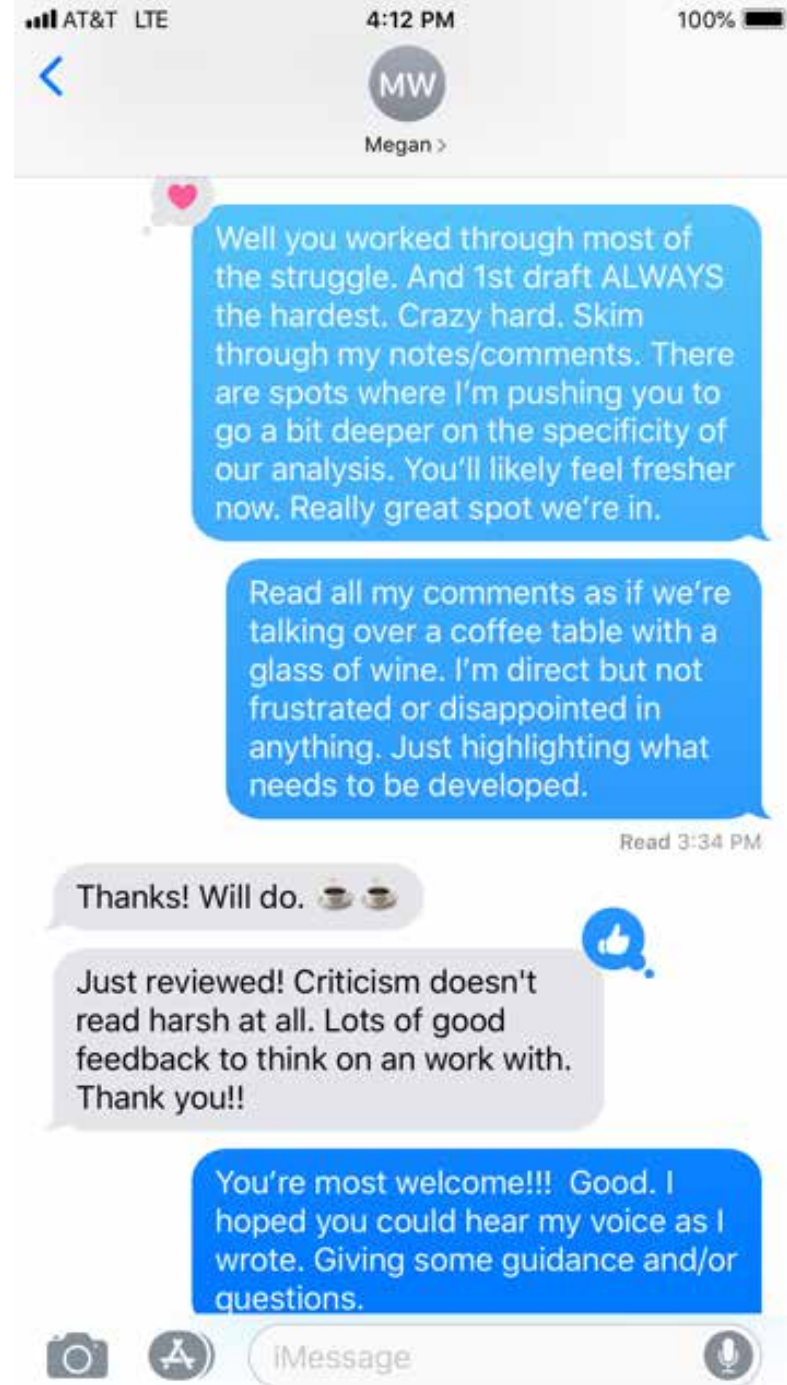 AT&T LTE 4:12 PM 100%
MW
Megan >
Well you worked through most of
the struggle. And 1st draft ALWAYS
the hardest. Crazy hard. Skim
through my notes/comments. There
are spots where I'm pushing you to
go a bit deeper on the specificity of
our analysis. You'll likely feel fresher
now. Really great spot we're in.
Read all my comments as if we're
talking over a coffee table with a
glass of wine. I'm direct but not
frustrated or disappointed in
anything. Just highlighting what
needs to be developed.
Read 3:34 PM
Thanks! Will do. ☕☕
Just reviewed! Criticism doesn't
read harsh at all. Lots of good
feedback to think on an work with.
Thank you!!
You're most welcome!!!  Good. I
hoped you could hear my voice as I
wrote. Giving some guidance and/or
questions.
iMessage